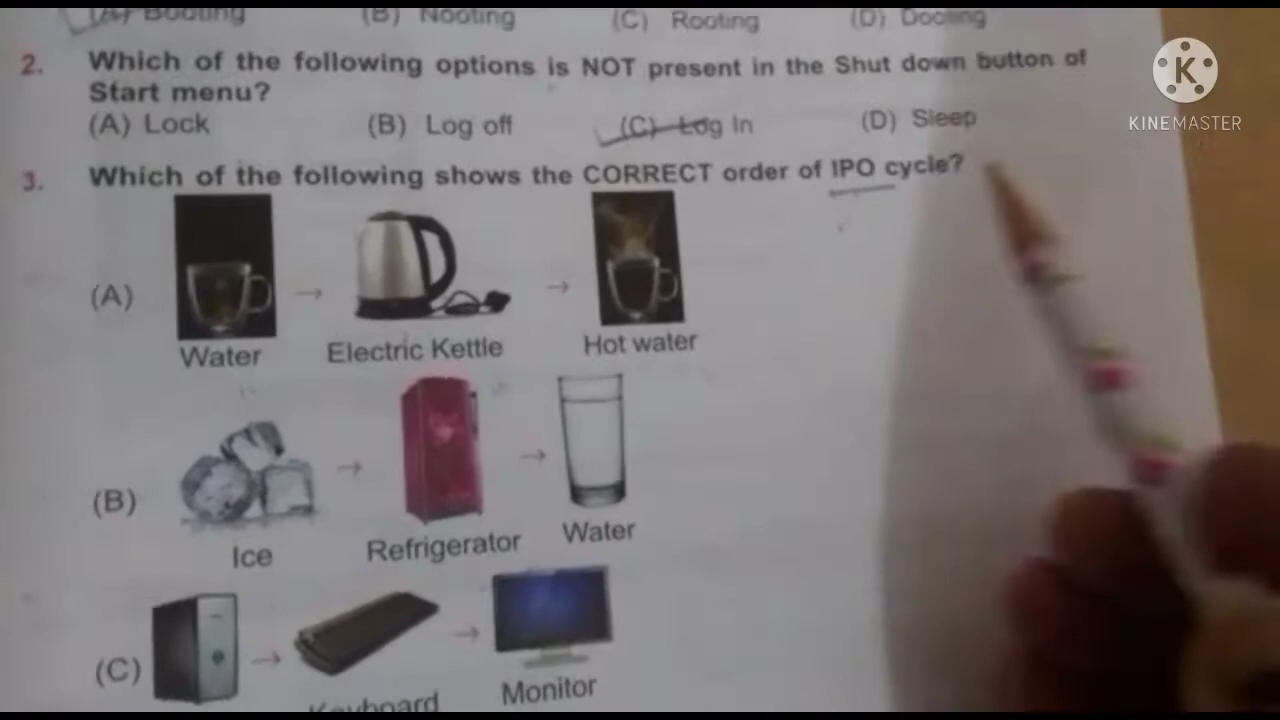 (A) Booting (B) Nooting (C) Rooting (D) Dooting
2. Which of the following options is NOT present in the Shut down button of
Start menu?
(A) Lock (B) Log off (C) Log In (D) Sleep
3. Which of the following shows the CORRECT order of IPO cycle?
(A)
Water Electric Kettle Hot water
(B)
Ice Refrigerator Water
(C)
Keyboard Monitor
K
KINEMASTER